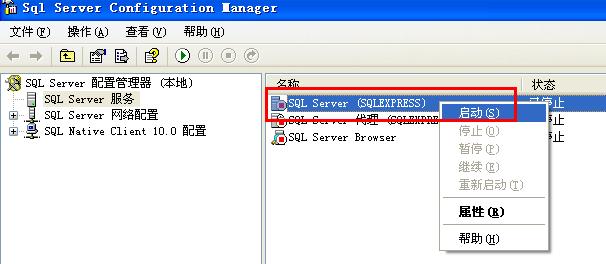 Sql Server Configuration Manager
文件(F) 操作(A) 查看(V) 帮助(H)
SQL Server 配置管理器 (本地)
SQL Server 服务
SQL Server 网络配置
SQL Native Client 10.0 配置
名称 状态
SQL Server (SQLEXPRESS) 已停止
SQL Server 代理 (SQLEXPRE 停止
SQL Server Browser 停止
启动(S)
停止(O)
暂停(P)
继续(E)
重新启动(T)
属性(R)
帮助(H)